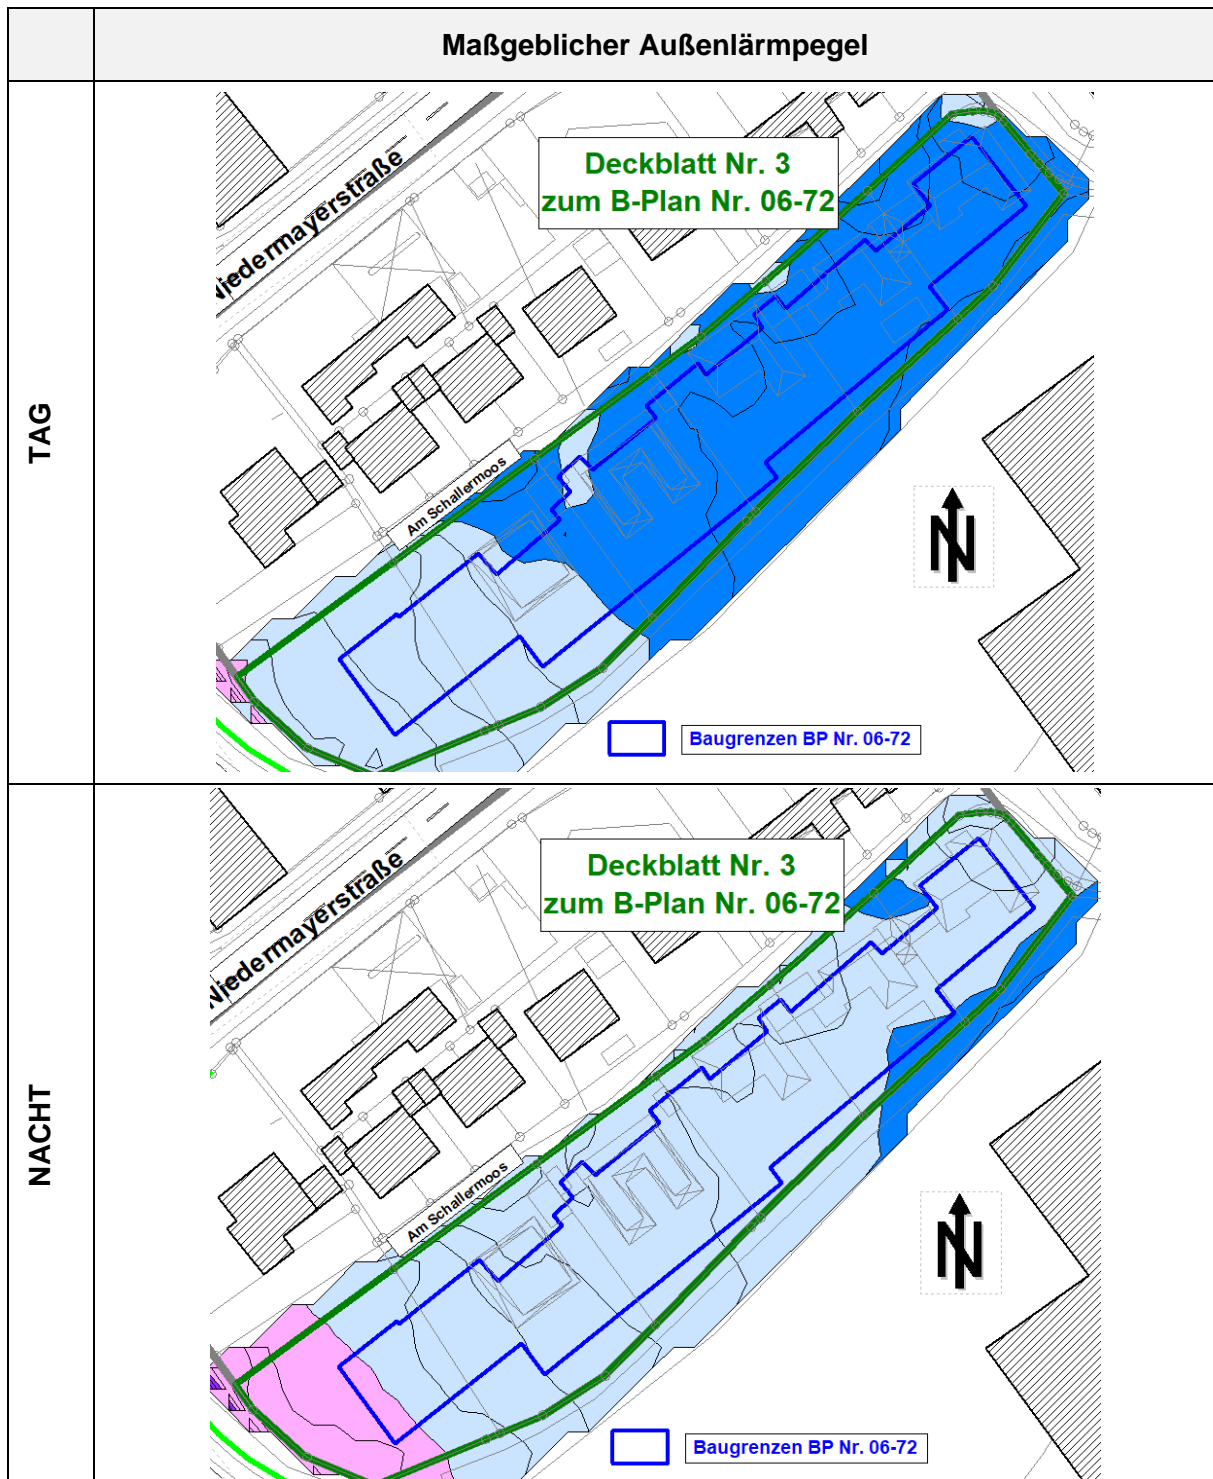 Maßgeblicher Außenlärmpegel
TAG
Niedermayerstraße
Deckblatt Nr. 3
zum B-Plan Nr. 06-72
Am Schallermoos
N
Baugrenzen BP Nr. 06-72
NACHT
Niedermayerstraße
Deckblatt Nr. 3
zum B-Plan Nr. 06-72
Am Schallermoos
N
Baugrenzen BP Nr. 06-72